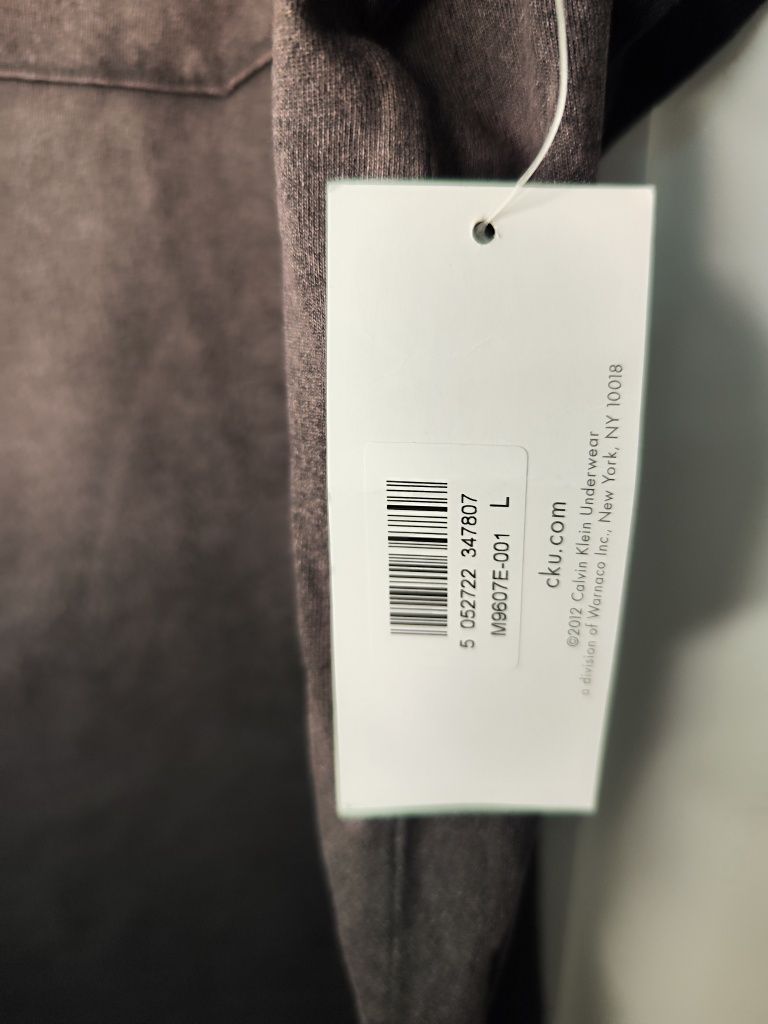 5 052722 347807
M9607E-001 L
cku.com
©2012 Calvin Klein Underwear
a division of Warnaco Inc., New York, NY 10018